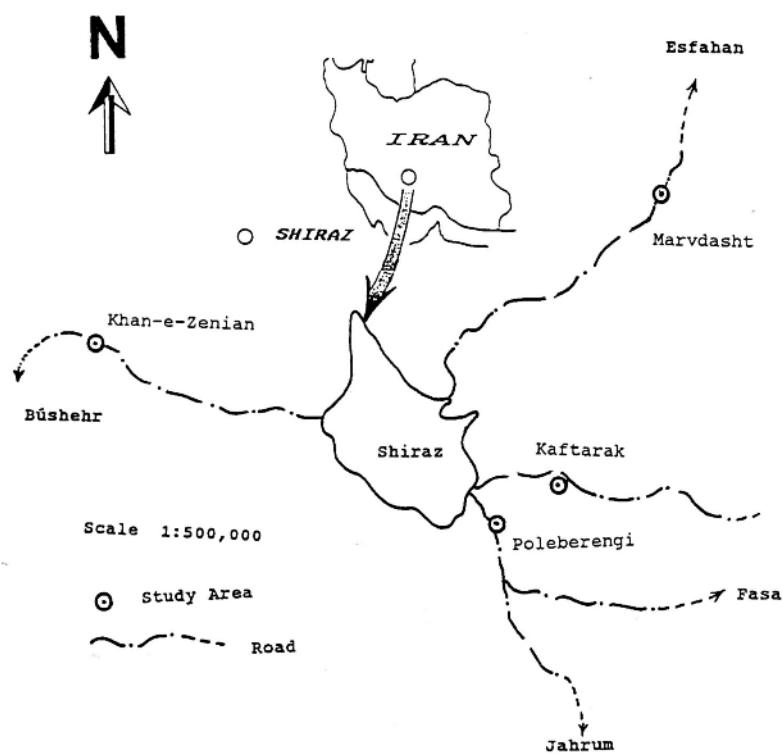 N
Esfahan
IRAN
SHIRAZ
Marvdasht
Khan-e-Zenian
Búshehr
Shiraz
Kaftarak
Scale 1:500,000
Poleberengi
Study Area
Fasa
Road
Jahrum